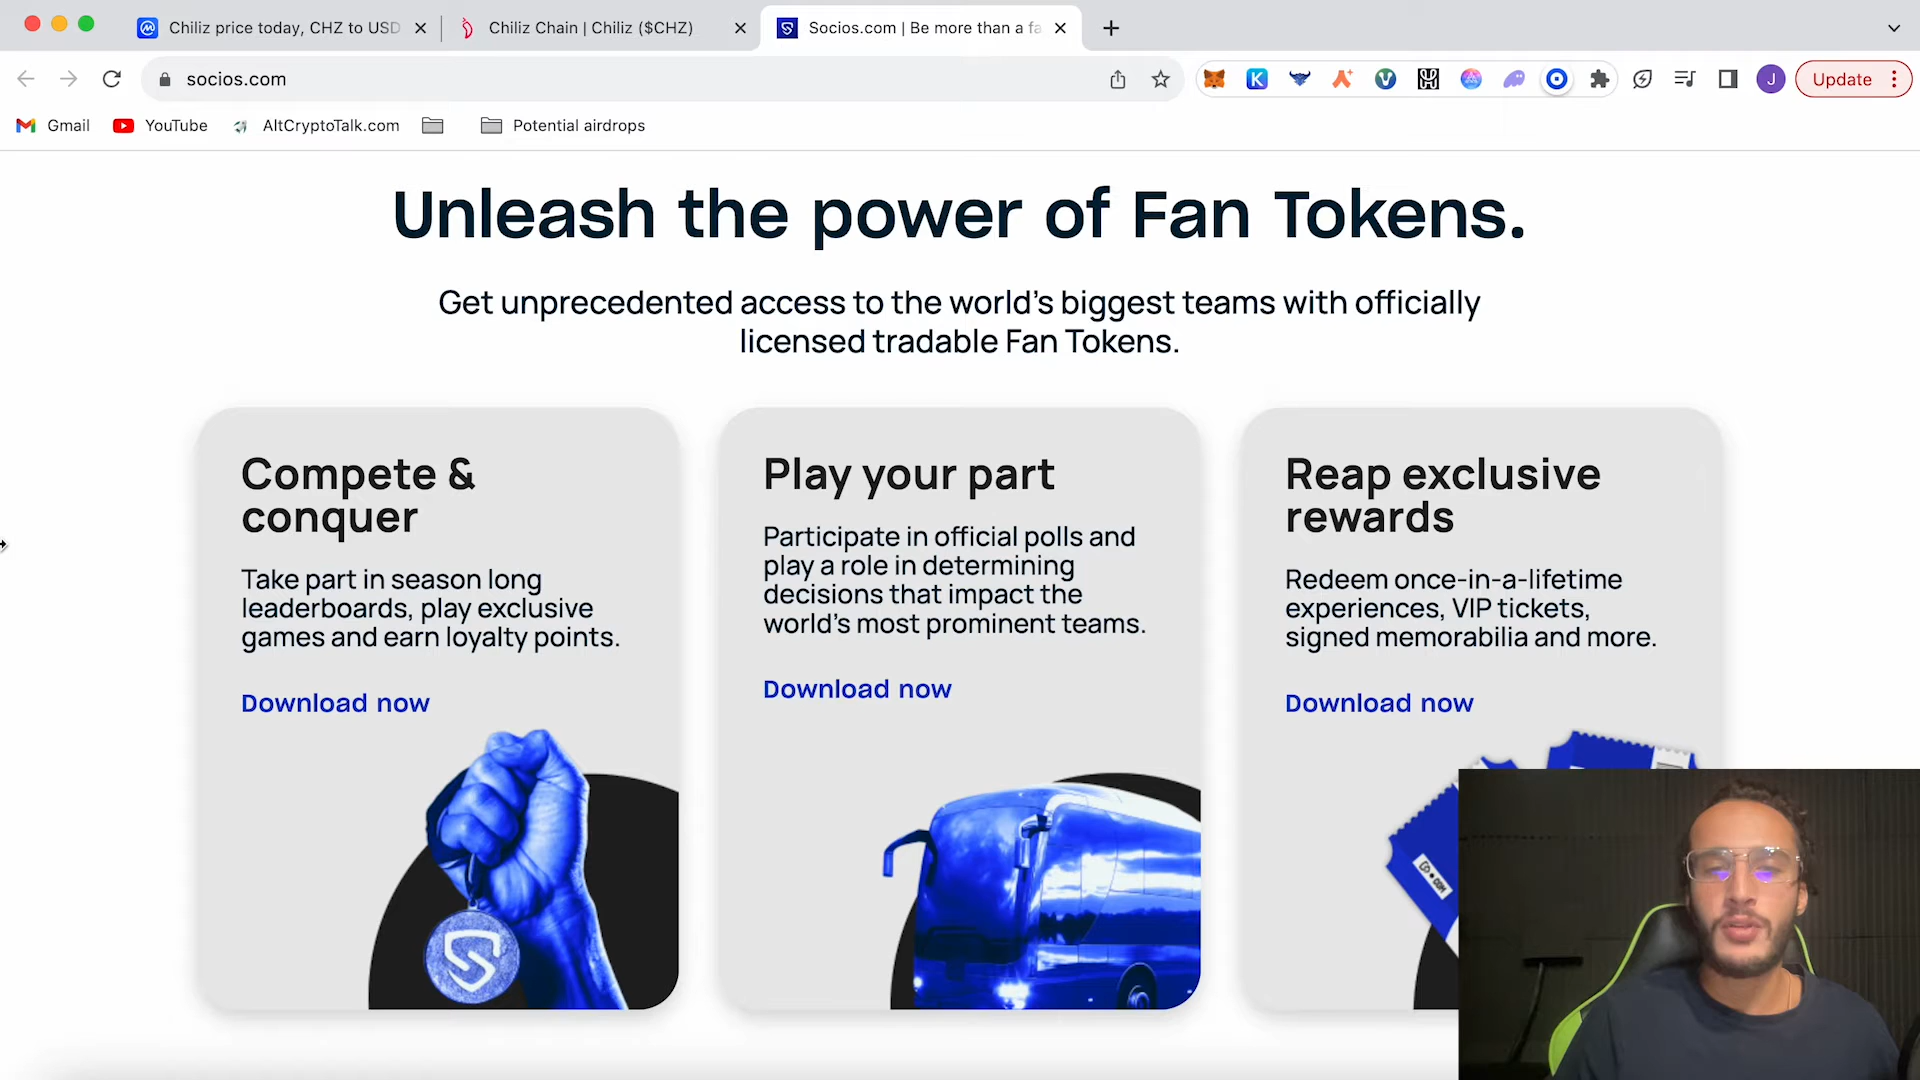 Chiliz price today, CHZ to USD
Chiliz Chain | Chiliz ($CHZ)
Socios.com | Be more than a fa
socios.com
Update
Gmail
YouTube
AltCryptoTalk.com
Potential airdrops
Unleash the power of Fan Tokens.
Get unprecedented access to the world's biggest teams with officially
licensed tradable Fan Tokens.
Compete &
conquer
Take part in season long
leaderboards, play exclusive
games and earn loyalty points.
Download now
Play your part
Participate in official polls and
play a role in determining
decisions that impact the
world's most prominent teams.
Download now
Reap exclusive
rewards
Redeem once-in-a-lifetime
experiences, VIP tickets,
signed memorabilia and more.
Download now